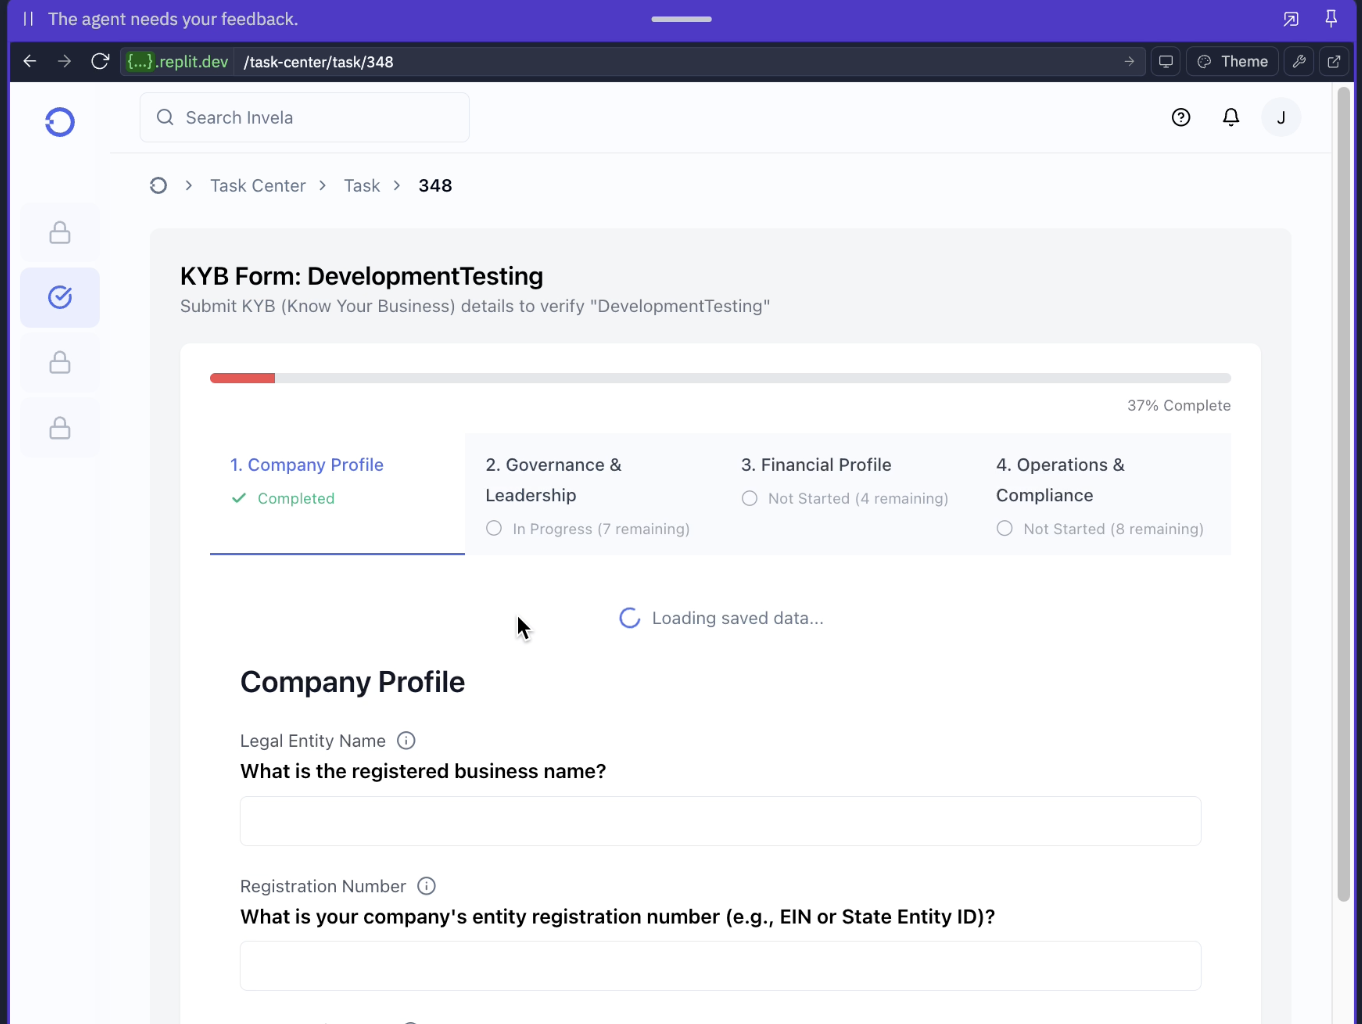 The agent needs your feedback.
{...}.replit.dev /task-center/task/348
Theme
Search Invela
J
Task Center > Task > 348
KYB Form: DevelopmentTesting
Submit KYB (Know Your Business) details to verify "DevelopmentTesting"
37% Complete
1. Company Profile
Completed
2. Governance &
Leadership
In Progress (7 remaining)
3. Financial Profile
Not Started (4 remaining)
4. Operations &
Compliance
Not Started (8 remaining)
Loading saved data...
Company Profile
Legal Entity Name
What is the registered business name?
Registration Number
What is your company's entity registration number (e.g., EIN or State Entity ID)?